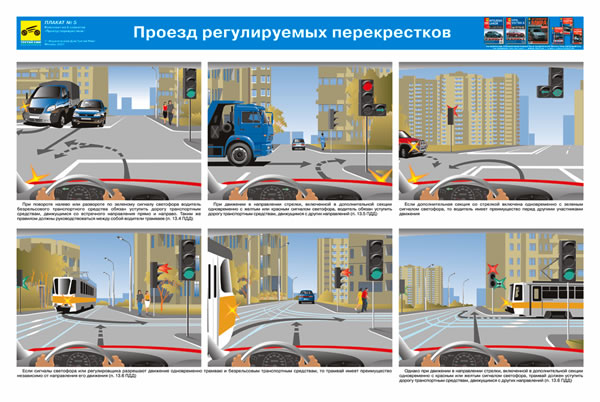 ПЛАКАТ № 5
Проезд регулируемых перекрестков
При повороте налево или развороте по зеленому сигналу светофора водитель
безрельсового транспортного средства обязан уступить дорогу транспортным
средствам, движущимся со встречного направления прямо и направо. Таким же
правилом должны руководствоваться между собой водители трамваев (п. 13.4 ПДД)
При движении в направлении стрелки, включенной в дополнительной секции
одновременно с желтым или красным сигналом светофора, водитель обязан уступить
дорогу транспортным средствам, движущимся с других направлений (п. 13.5 ПДД)
Если дополнительная секция со стрелкой включена одновременно с зеленым
сигналом светофора, то водитель имеет преимущество перед другими участниками
движения
Если сигналы светофора или регулировщика разрешают движение одновременно трамваю и безрельсовым транспортным средствам, то трамвай имеет преимущество
независимо от направления его движения (п. 13.6 ПДД)
Однако при движении в направлении стрелки, включенной в дополнительной секции
одновременно с красным или желтым сигналом светофора, трамвай должен уступить
дорогу транспортным средствам, движущимся с других направлений (п. 13.6 ПДД)